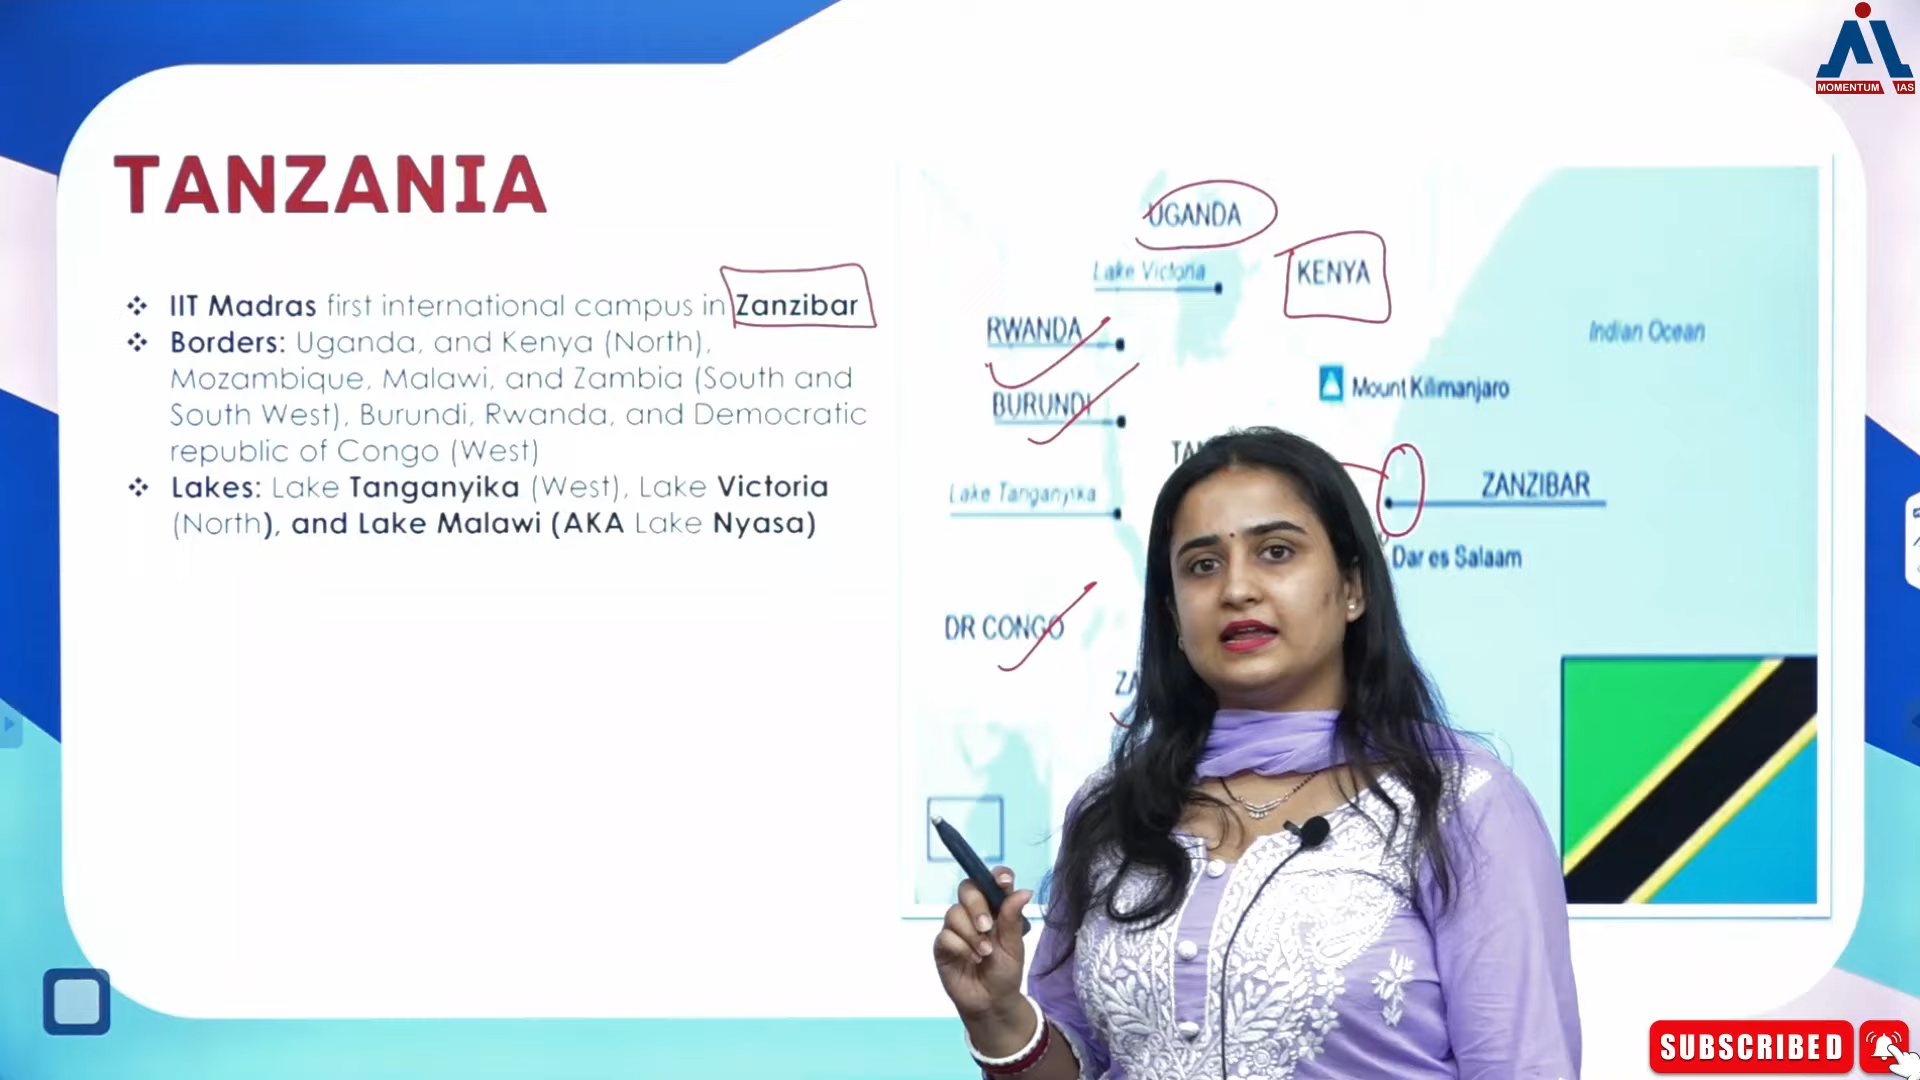 MOMENTUM IAS
TANZANIA
❖ IIT Madras first international campus in Zanzibar
❖ Borders: Uganda, and Kenya (North),
Mozambique, Malawi, and Zambia (South and
South West), Burundi, Rwanda, and Democratic
republic of Congo (West)
❖ Lakes: Lake Tanganyika (West), Lake Victoria
(North), and Lake Malawi (AKA Lake Nyasa)
UGANDA
Lake Victoria
KENYA
RWANDA
Indian Ocean
Mount Kilimanjaro
BURUNDI
Lake Tanganyika
ZANZIBAR
Dar es Salaam
DR CONGO
SUBSCRIBED